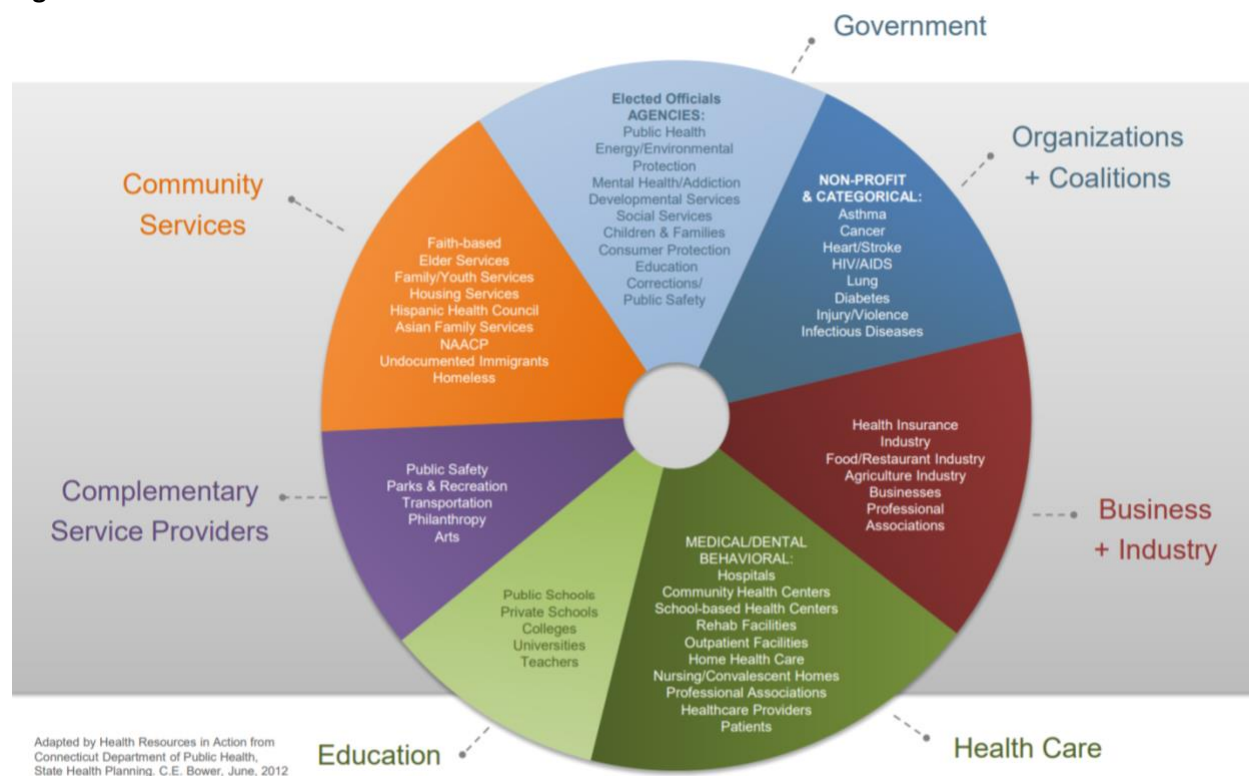 Government
Elected Officials
AGENCIES:
Public Health
Energy/Environmental
Protection
Mental Health/Addiction
Developmental Services
Social Services
Children & Families
Consumer Protection
Education
Corrections/
Public Safety
Organizations
+ Coalitions
NON-PROFIT
& CATEGORICAL:
Asthma
Cancer
Heart/Stroke
HIV/AIDS
Lung
Diabetes
Injury/Violence
Infectious Diseases
Business
+ Industry
Health Insurance
Industry
Food/Restaurant Industry
Agriculture Industry
Businesses
Professional
Associations
Health Care
MEDICAL/DENTAL
BEHAVIORAL:
Hospitals
Community Health Centers
School-based Health Centers
Rehab Facilities
Outpatient Facilities
Home Health Care
Nursing/Convalescent Homes
Professional Associations
Healthcare Providers
Patients
Education
Public Schools
Private Schools
Colleges
Universities
Teachers
Complementary
Service Providers
Public Safety
Parks & Recreation
Transportation
Philanthropy
Arts
Community
Services
Faith-based
Elder Services
Family/Youth Services
Housing Services
Hispanic Health Council
Asian Family Services
NAACP
Undocumented Immigrants
Homeless
Adapted by Health Resources in Action from
Connecticut Department of Public Health,
State Health Planning. C.E. Bower, June, 2012